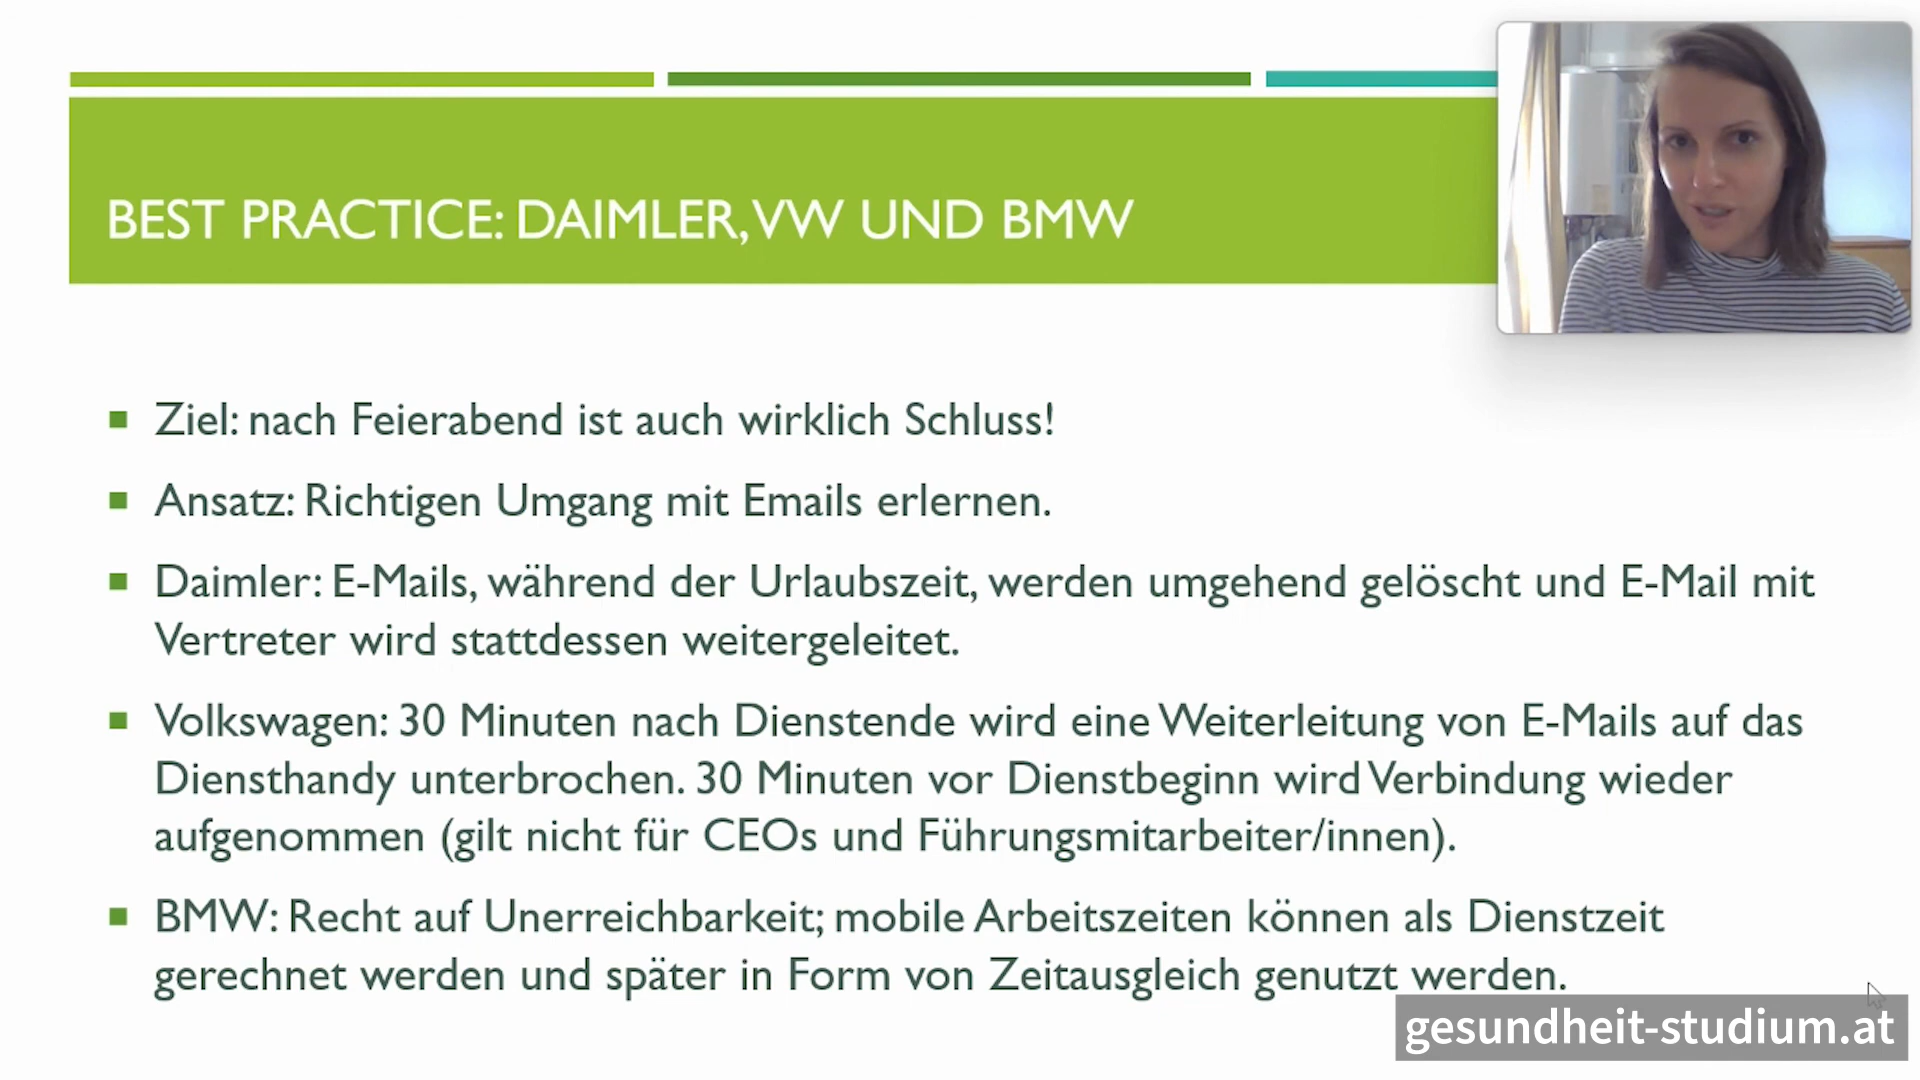 BEST PRACTICE: DAIMLER, VW UND BMW
Ziel: nach Feierabend ist auch wirklich Schluss!
Ansatz: Richtigen Umgang mit Emails erlernen.
Daimler: E-Mails, während der Urlaubszeit, werden umgehend gelöscht und E-Mail mit
Vertreter wird stattdessen weitergeleitet.
Volkswagen: 30 Minuten nach Dienstende wird eine Weiterleitung von E-Mails auf das
Diensthandy unterbrochen. 30 Minuten vor Dienstbeginn wird Verbindung wieder
aufgenommen (gilt nicht für CEOs und Führungsmitarbeiter/innen).
BMW: Recht auf Unerreichbarkeit; mobile Arbeitszeiten können als Dienstzeit
gerechnet werden und später in Form von Zeitausgleich genutzt werden.
gesundheit-studium.at